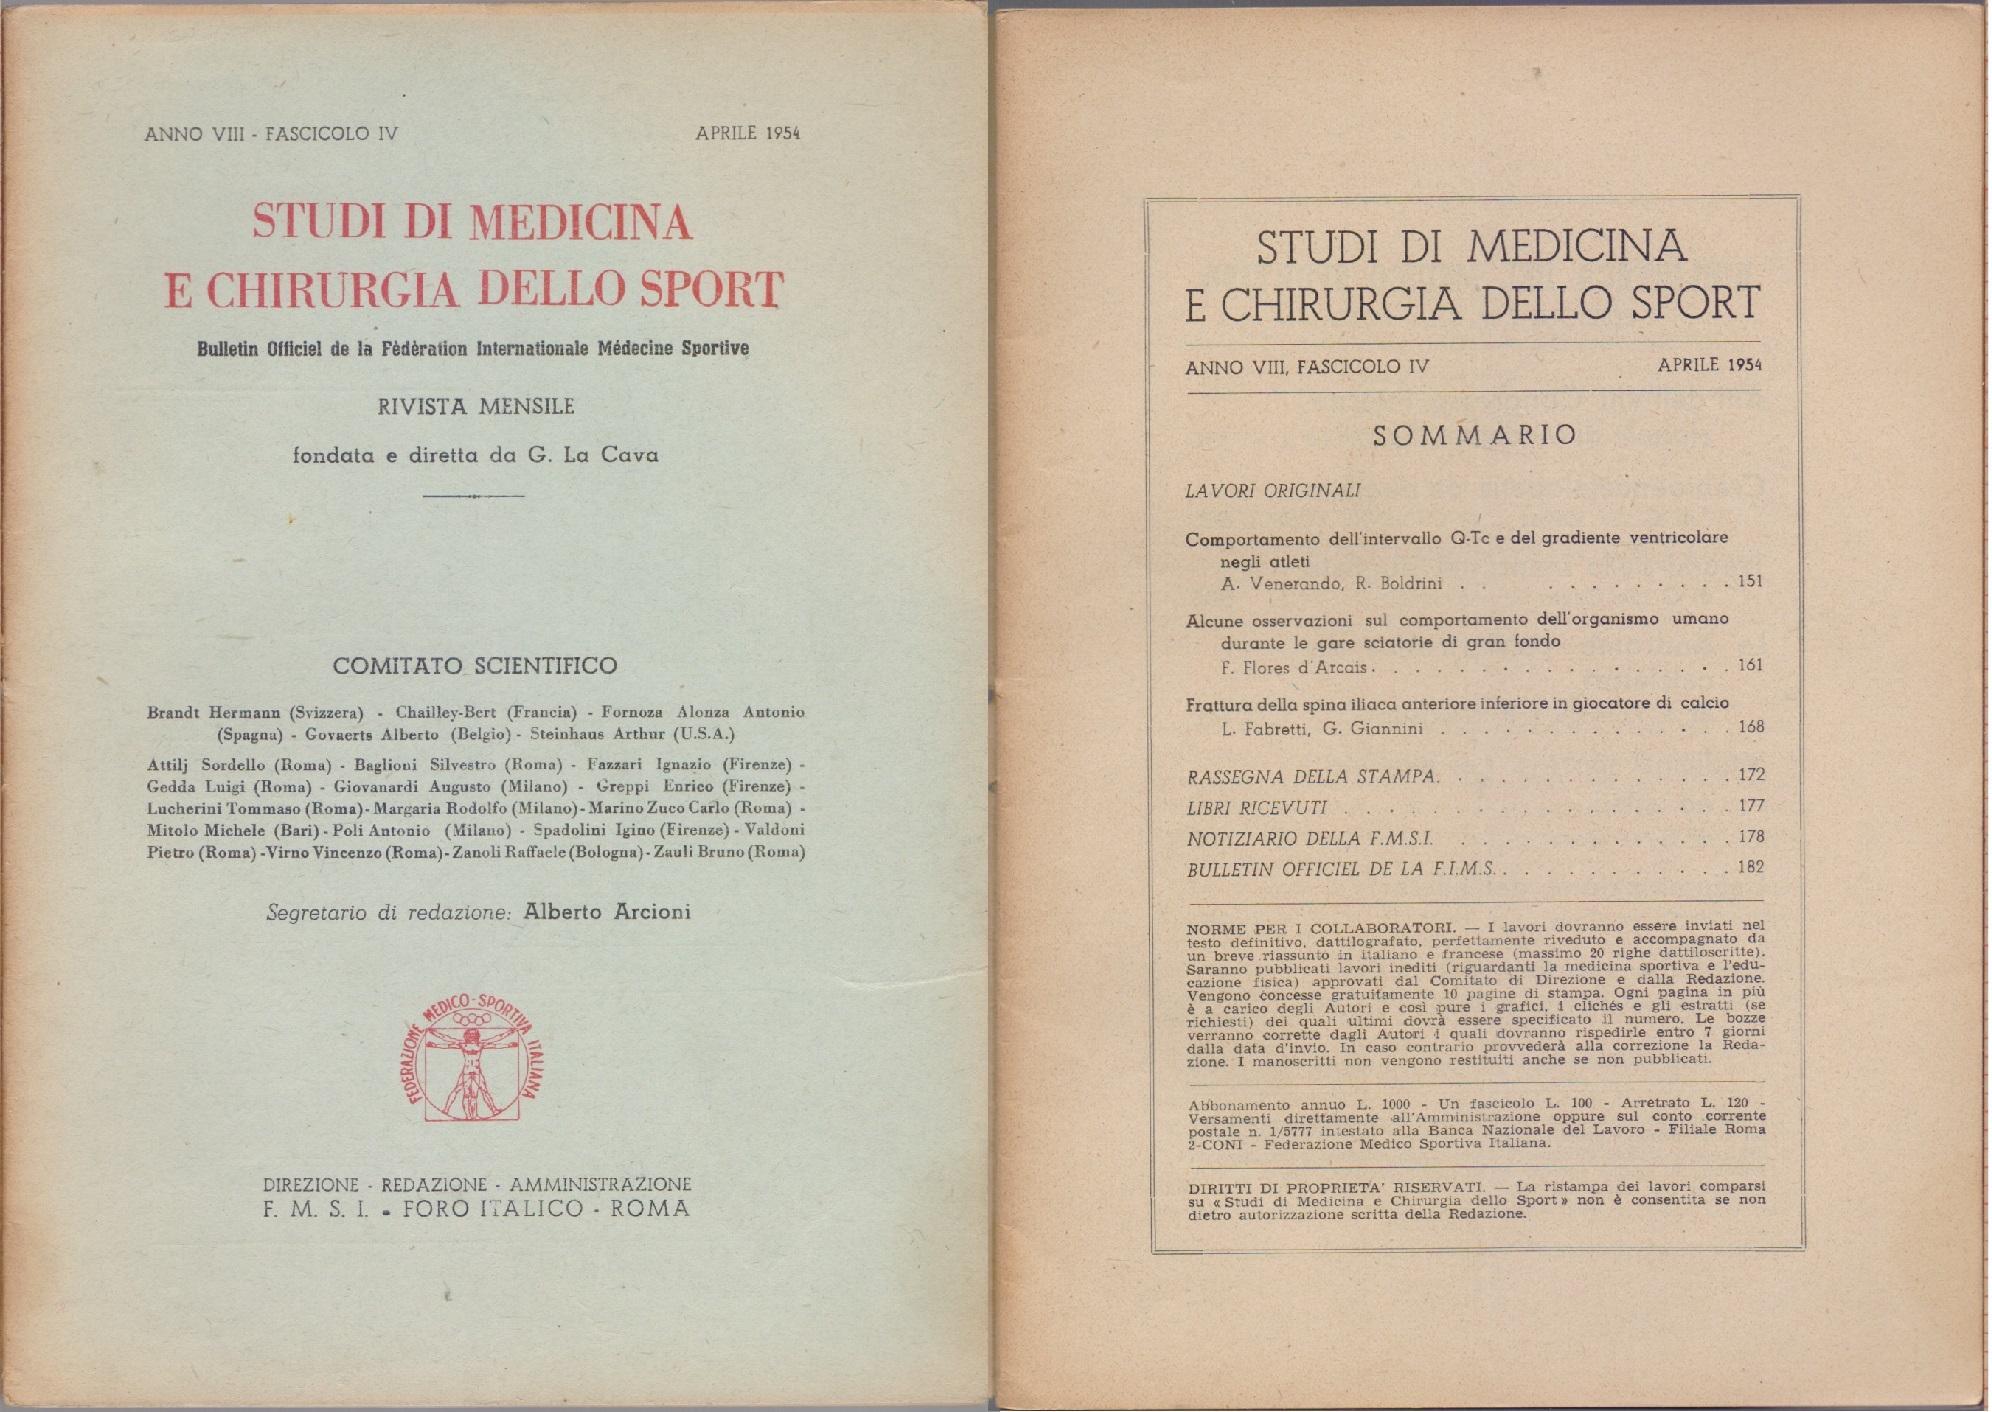 ANNO VIII - FASCICOLO IV APRILE 1954
STUDI DI MEDICINA
E CHIRURGIA DELLO SPORT
Bulletin Officiel de la Fèdèration Internationale Médecine Sportive
RIVISTA MENSILE
fondata e diretta da G. La Cava
COMITATO SCIENTIFICO
Brandt Hermann (Svizzera) - Chailley-Bert (Francia) - Fornoza Alonza Antonio
(Spagna) - Govaerts Alberto (Belgio) - Steinhaus Arthur (U.S.A.)
Attilj Sordello (Roma) - Baglioni Silvestro (Roma) - Fazzari Ignazio (Firenze) -
Gedda Luigi (Roma) - Giovanardi Augusto (Milano) - Greppi Enrico (Firenze) -
Lucherini Tommaso (Roma) - Margaria Rodolfo (Milano) - Marino Zuco Carlo (Roma) -
Mitolo Michele (Bari) - Poli Antonio (Milano) - Spadolini Igino (Firenze) - Valdoni
Pietro (Roma) - Virno Vincenzo (Roma) - Zanoli Raffaele (Bologna) - Zauli Bruno (Roma)
Segretario di redazione: Alberto Arcioni
FEDERAZIONE MEDICO-SPORTIVA ITALIANA
DIREZIONE - REDAZIONE - AMMINISTRAZIONE
F. M. S. I. - FORO ITALICO - ROMA
STUDI DI MEDICINA
E CHIRURGIA DELLO SPORT
ANNO VIII, FASCICOLO IV APRILE 1954
SOMMARIO
LAVORI ORIGINALI
Comportamento dell'intervallo Q-Tc e del gradiente ventricolare
negli atleti
A. Venerando, R. Boldrini . . . . . . . . . . . 151
Alcune osservazioni sul comportamento dell'organismo umano
durante le gare sciatorie di gran fondo
F. Flores d'Arcais . . . . . . . . . . . . . . . . 161
Frattura della spina iliaca anteriore inferiore in giocatore di calcio
L. Fabretti, G. Giannini . . . . . . . . . . . . . 168
RASSEGNA DELLA STAMPA . . . . . . . . . . . . . 172
LIBRI RICEVUTI . . . . . . . . . . . . . . . . . 177
NOTIZIARIO DELLA F.M.S.I. . . . . . . . . . . . . 178
BULLETIN OFFICIEL DE LA F.I.M.S. . . . . . . . . . . 182
NORME PER I COLLABORATORI. — I lavori dovranno essere inviati nel
testo definitivo, dattilografato, perfettamente riveduto e accompagnato da
un breve riassunto in italiano e francese (massimo 20 righe dattiloscritte).
Saranno pubblicati lavori inediti (riguardanti la medicina sportiva e l'edu-
cazione fisica) approvati dal Comitato di Direzione e dalla Redazione.
Vengono concesse gratuitamente 10 pagine di stampa. Ogni pagina in più
è a carico degli Autori e così pure i grafici, i clichés e gli estratti (se
richiesti) dei quali ultimi dovrà essere specificato il numero. Le bozze
verranno corrette dagli Autori i quali dovranno rispedirle entro 7 giorni
dalla data d'invio. In caso contrario provvederà alla correzione la Reda-
zione. I manoscritti non vengono restituiti anche se non pubblicati.
Abbonamento annuo L. 1000 - Un fascicolo L. 100 - Arretrato L. 120 -
Versamenti direttamente all'Amministrazione oppure sul conto corrente
postale n. 1/5777 intestato alla Banca Nazionale del Lavoro - Filiale Roma
2-CONI - Federazione Medico Sportiva Italiana.
DIRITTI DI PROPRIETA' RISERVATI. — La ristampa dei lavori comparsi
su « Studi di Medicina e Chirurgia dello Sport » non è consentita se non
dietro autorizzazione scritta della Redazione.